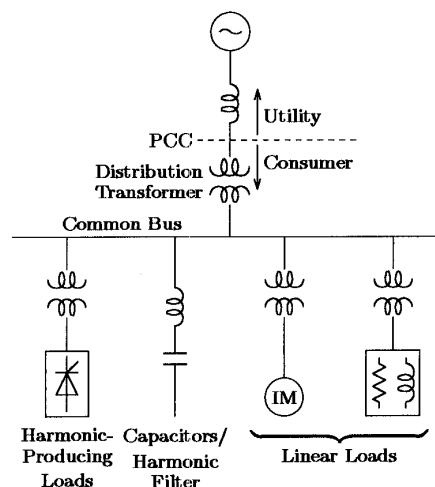 Utility
PCC
Consumer
Distribution
Transformer
Common Bus
IM
Harmonic-
Producing
Loads
Capacitors/
Harmonic
Filter
Linear Loads